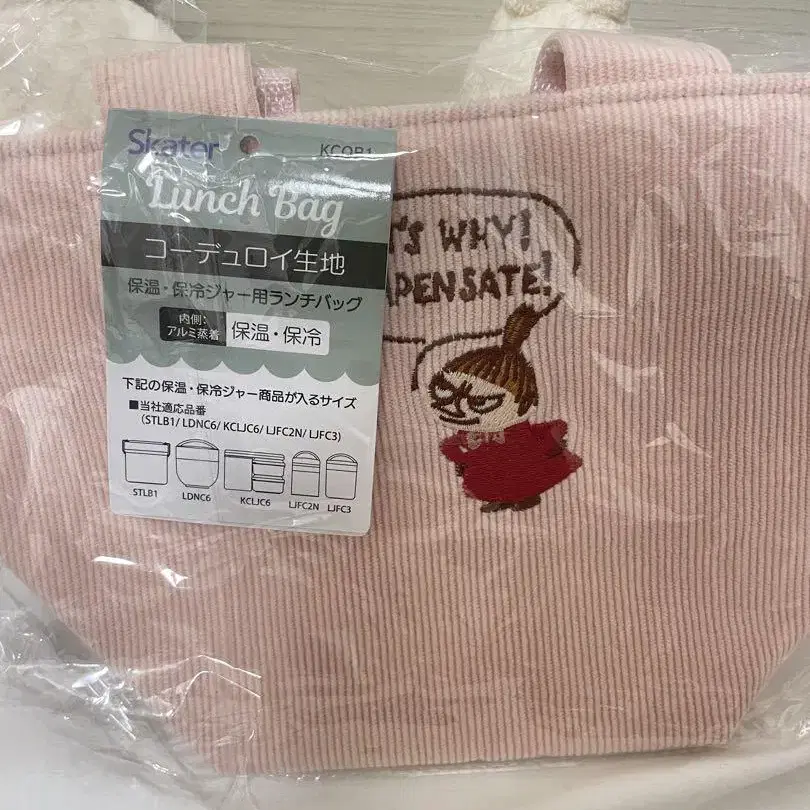 Skater
KCOB1
Lunch Bag
コーデュロイ生地
保温・保冷ジャー用ランチバッグ
内側：
アルミ蒸着
保温・保冷
下記の保温・保冷ジャー商品が入るサイズ
■当社適応品番
（STLB1/ LDNC6/ KCLJC6/ LJFC2N/ LJFC3）
STLB1
LDNC6
KCLJC6
LJFC2N
LJFC3
'S WHY!
PENSATE!